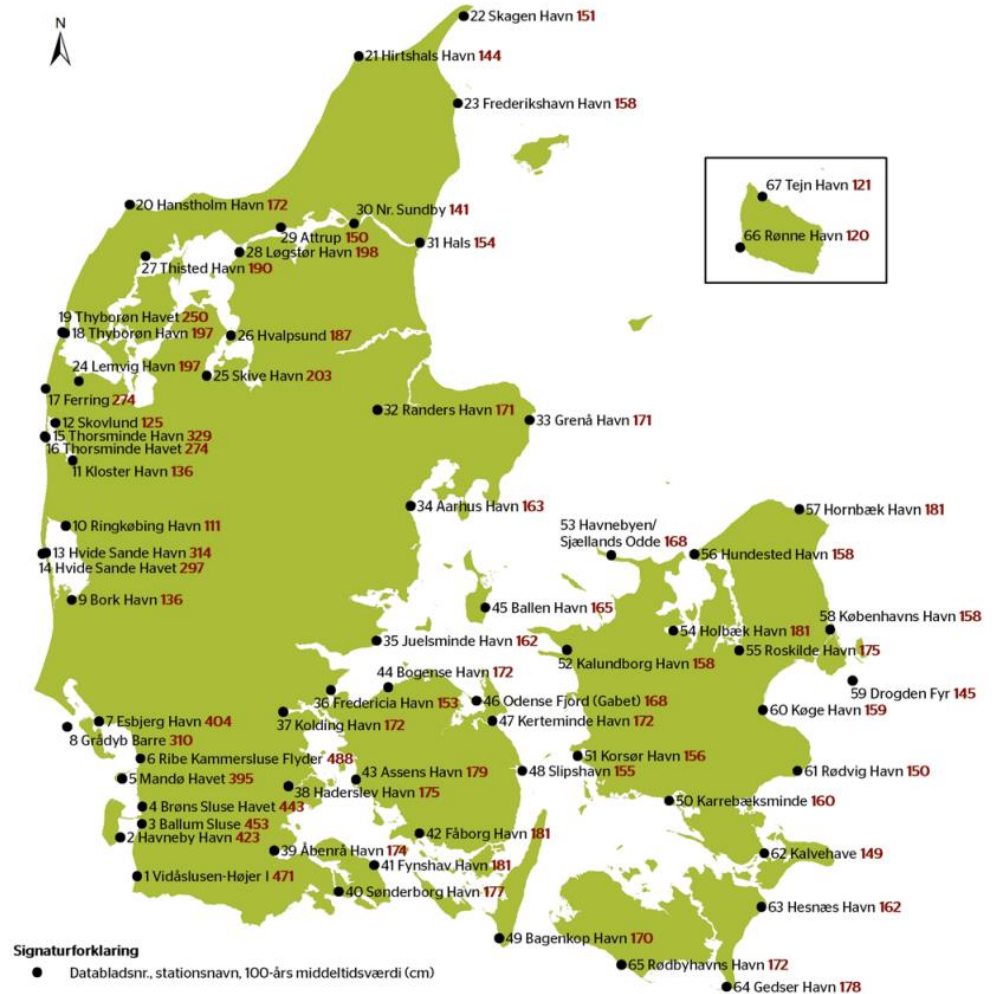 N
22 Skagen Havn 151
21 Hirtshals Havn 144
23 Frederikshavn Havn 158
67 Tejn Havn 121
66 Rønne Havn 120
20 Hanstholm Havn 172
30 Nr. Sundby 141
29 Attrup 150
31 Hals 154
28 Løgstør Havn 198
27 Thisted Havn 190
19 Thyborøn Havet 250
18 Thyborøn Havn 197
26 Hvalpsund 187
24 Lemvig Havn 197
25 Skive Havn 203
17 Ferring 274
32 Randers Havn 171
33 Grenå Havn 171
12 Skovlund 125
15 Thorsminde Havn 329
16 Thorsminde Havet 274
11 Kloster Havn 136
34 Aarhus Havn 163
57 Hornbæk Havn 181
10 Ringkøbing Havn 111
53 Havnebyen/
Sjællands Odde 168
56 Hundested Havn 158
13 Hvide Sande Havn 314
14 Hvide Sande Havet 297
9 Bork Havn 136
45 Ballen Havn 165
58 Københavns Havn 158
54 Holbæk Havn 181
35 Juelsminde Havn 162
55 Roskilde Havn 175
52 Kalundborg Havn 158
44 Bogense Havn 172
59 Drogden Fyr 145
36 Fredericia Havn 153
46 Odense Fjord (Gabet) 168
60 Køge Havn 159
37 Kolding Havn 172
47 Kerteminde Havn 172
7 Esbjerg Havn 404
8 Grådyb Barre 310
6 Ribe Kammersluse Flyder 488
51 Korsør Havn 156
43 Assens Havn 179
48 Slipshavn 155
61 Rødvig Havn 150
5 Mandø Havet 395
38 Haderslev Havn 175
50 Karrebæksminde 160
4 Brøns Sluse Havet 443
3 Ballum Sluse 453
2 Havneby Havn 423
42 Fåborg Havn 181
39 Åbenrå Havn 174
62 Kalvehave 149
41 Fynshav Havn 181
1 Vidåslusen-Højer I 471
40 Sønderborg Havn 177
63 Hesnæs Havn 162
49 Bagenkop Havn 170
65 Rødbyhavns Havn 172
64 Gedser Havn 178
Signaturforklaring
Databladsnr., stationsnavn, 100-års middeltidsværdi (cm)